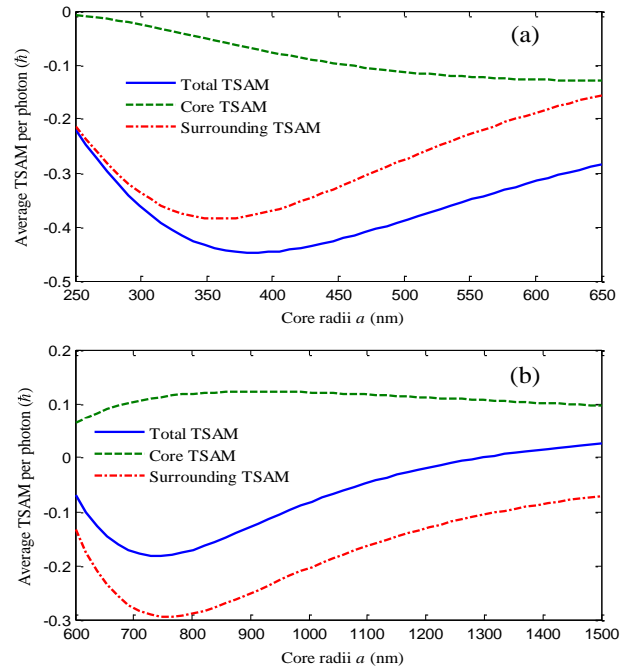 0
(a)
-0.1
Total TSAM
Core TSAM
-0.2
Surrounding TSAM
-0.3
-0.4
-0.5
250 300 350 400 450 500 550 600 650
Core radii a (nm)
Average TSAM per photon (ħ)
0.2
(b)
0.1
Total TSAM
0
Core TSAM
Surrounding TSAM
-0.1
-0.2
-0.3
600 700 800 900 1000 1100 1200 1300 1400 1500
Core radii a (nm)
Average TSAM per photon (ħ)